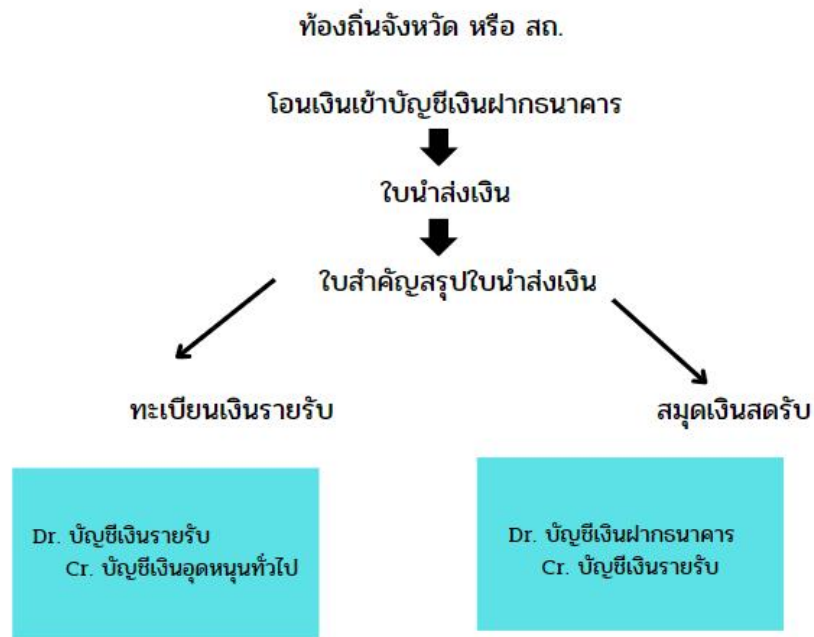 ท้องถิ่นจังหวัด หรือ สถ.
โอนเงินเข้าบัญชีเงินฝากธนาคาร
ใบนำส่งเงิน
ใบสำคัญสรุปใบนำส่งเงิน
ทะเบียนเงินรายรับ
สมุดเงินสดรับ
Dr. บัญชีเงินรายรับ
Cr. บัญชีเงินอุดหนุนทั่วไป
Dr. บัญชีเงินฝากธนาคาร
Cr. บัญชีเงินรายรับ